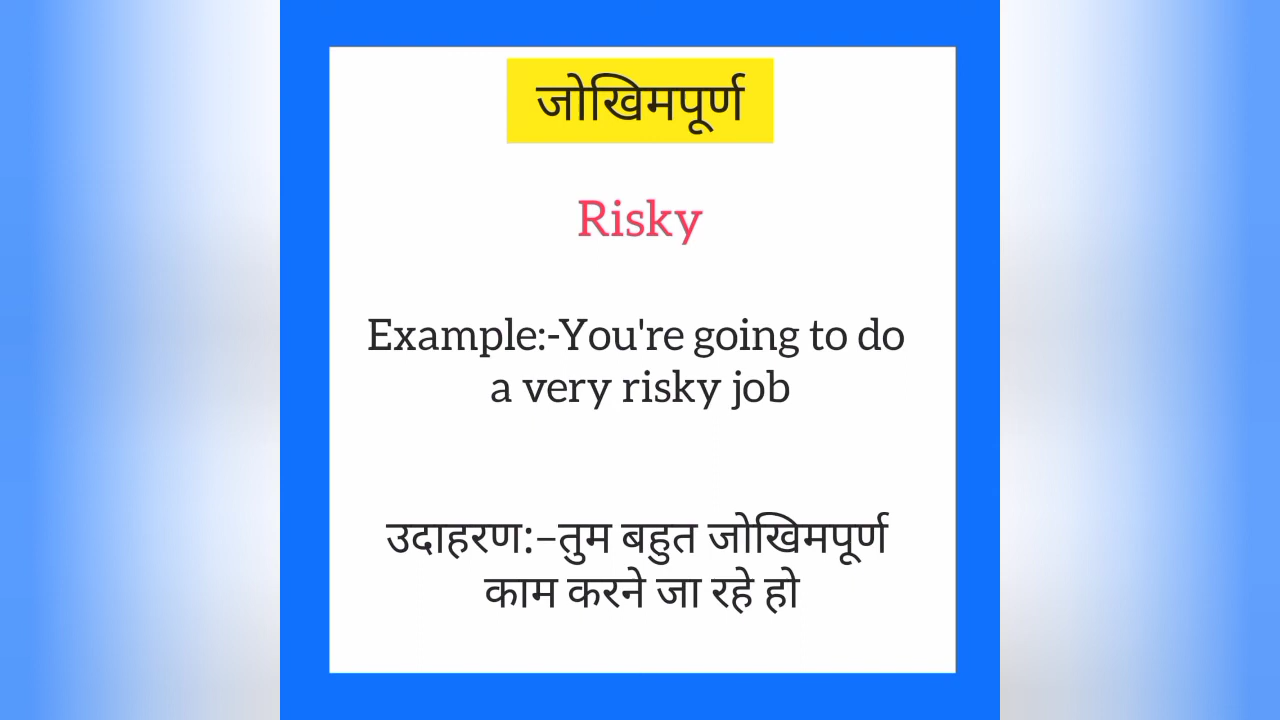 जोखिमपूर्ण
Risky
Example:-You're going to do
a very risky job
उदाहरण:–तुम बहुत जोखिमपूर्ण
काम करने जा रहे हो